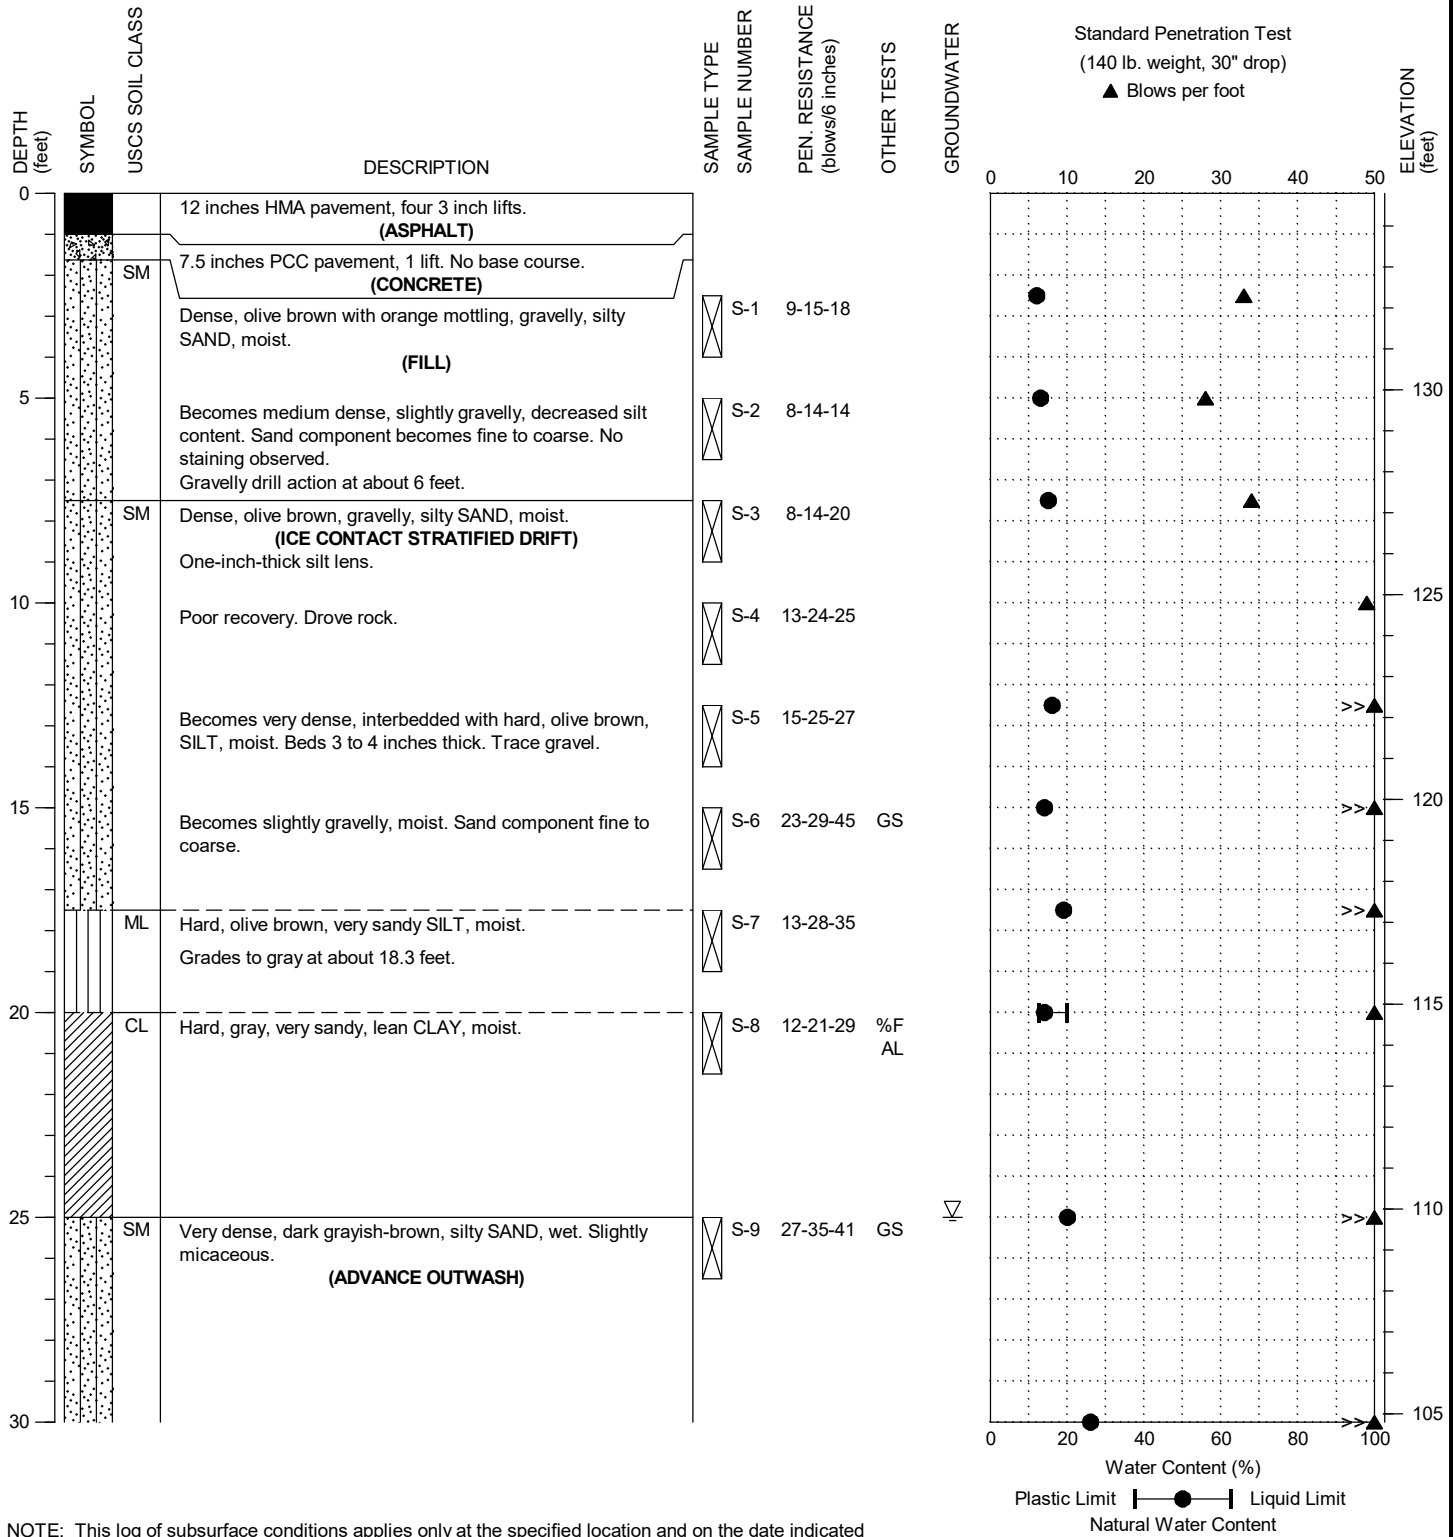 DEPTH
(feet)
SYMBOL
USCS SOIL CLASS
DESCRIPTION
SAMPLE TYPE
SAMPLE NUMBER
PEN. RESISTANCE
(blows/6 inches)
OTHER TESTS
GROUNDWATER
Standard Penetration Test
(140 lb. weight, 30" drop)
▲ Blows per foot
ELEVATION
(feet)
0 10 20 30 40 50
0
12 inches HMA pavement, four 3 inch lifts.
(ASPHALT)
7.5 inches PCC pavement, 1 lift. No base course.
SM
(CONCRETE)
S-1 9-15-18
Dense, olive brown with orange mottling, gravelly, silty
SAND, moist.
(FILL)
130
5
Becomes medium dense, slightly gravelly, decreased silt
S-2 8-14-14
content. Sand component becomes fine to coarse. No
staining observed.
Gravelly drill action at about 6 feet.
SM Dense, olive brown, gravelly, silty SAND, moist. S-3 8-14-20
(ICE CONTACT STRATIFIED DRIFT)
One-inch-thick silt lens.
125
10
Poor recovery. Drove rock. S-4 13-24-25
>>
Becomes very dense, interbedded with hard, olive brown, S-5 15-25-27
SILT, moist. Beds 3 to 4 inches thick. Trace gravel.
120
15 >>
Becomes slightly gravelly, moist. Sand component fine to S-6 23-29-45 GS
coarse.
>>
ML Hard, olive brown, very sandy SILT, moist. S-7 13-28-35
Grades to gray at about 18.3 feet.
115
20
CL Hard, gray, very sandy, lean CLAY, moist. S-8 12-21-29 %F
AL
110
25 >>
SM Very dense, dark grayish-brown, silty SAND, wet. Slightly S-9 27-35-41 GS
micaceous.
(ADVANCE OUTWASH)
105
30 >>
0 20 40 60 80 100
Water Content (%)
Plastic Limit Liquid Limit
Natural Water Content
NOTE: This log of subsurface conditions applies only at the specified location and on the date indicated